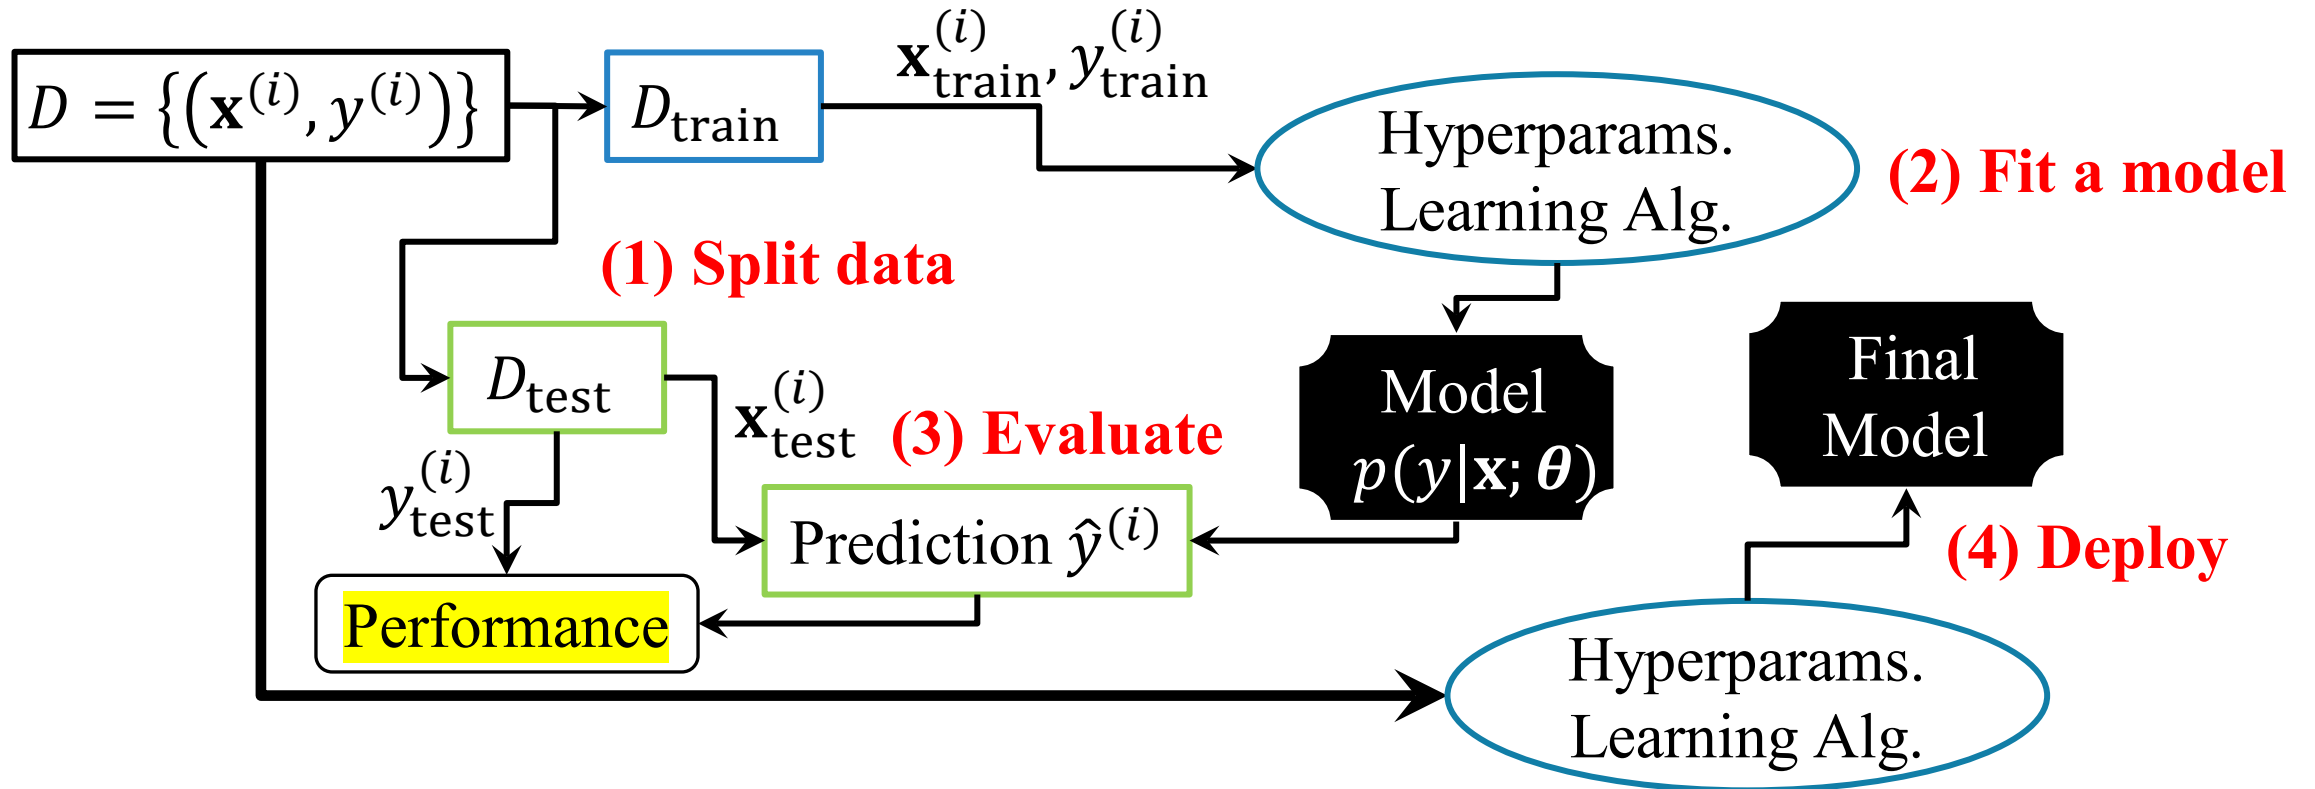 D = {(x^(i), y^(i))}
D_train
x_train^(i), y_train^(i)
Hyperparams.
Learning Alg.
(2) Fit a model
(1) Split data
D_test
x_test^(i)
y_test^(i)
(3) Evaluate
Model
p(y|x; θ)
Final
Model
Prediction ŷ^(i)
(4) Deploy
Performance
Hyperparams.
Learning Alg.